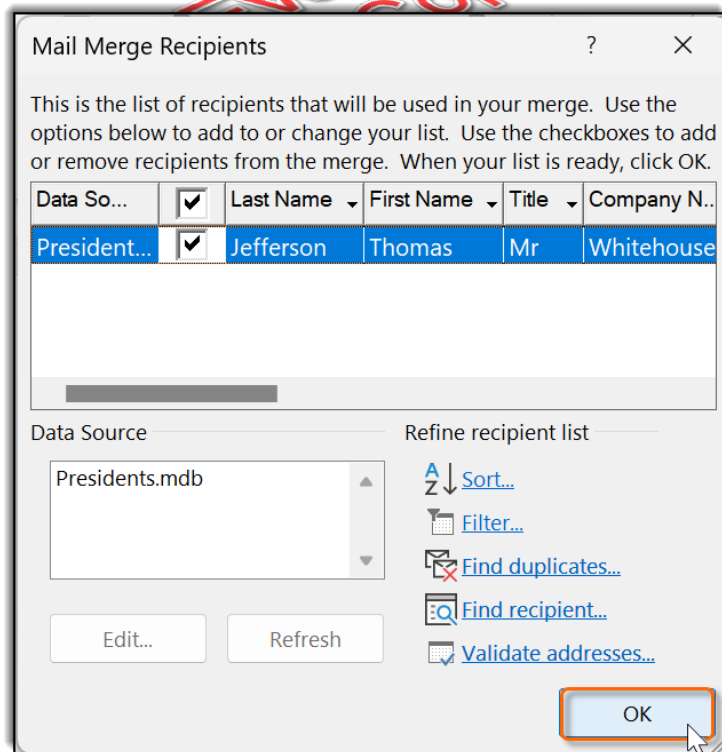 Mail Merge Recipients ?
This is the list of recipients that will be used in your merge.  Use the
options below to add to or change your list.  Use the checkboxes to add
or remove recipients from the merge.  When your list is ready, click OK.
Data So... Last Name First Name Title Company N..
President... Jefferson Thomas Mr Whitehouse
Data Source
Presidents.mdb
Edit... Refresh
Refine recipient list
Sort...
Filter...
Find duplicates...
Find recipient...
Validate addresses...
OK